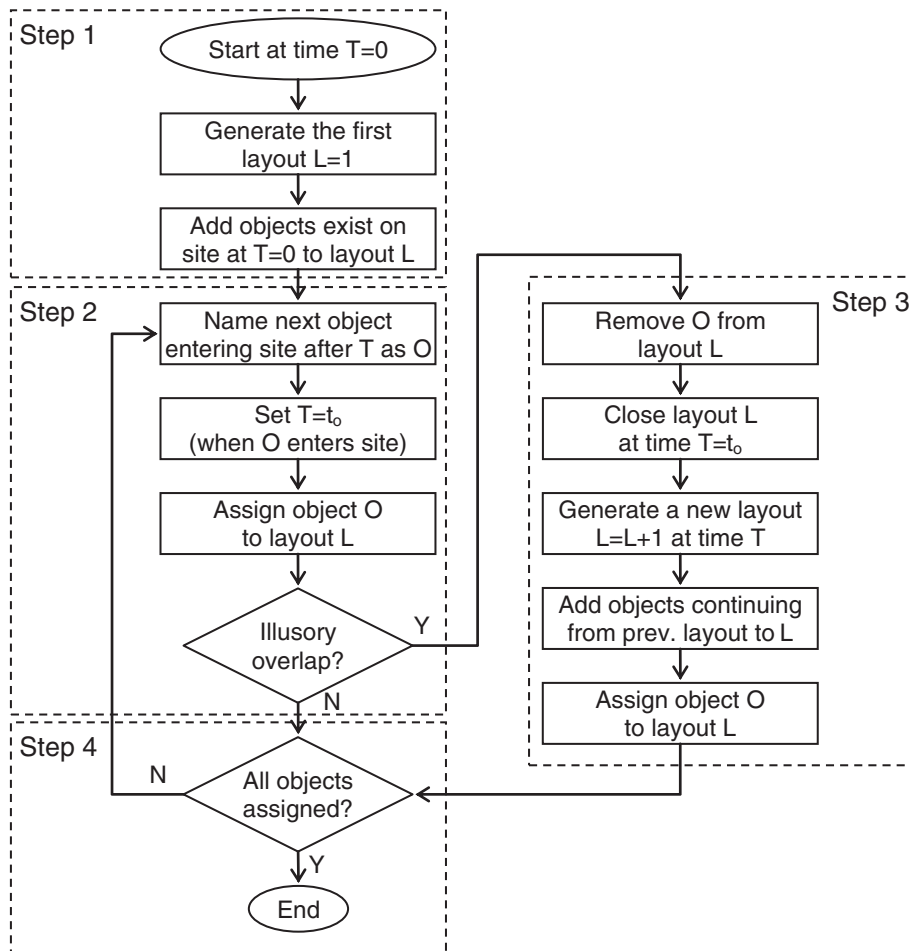 Step 1
Start at time T=0
Generate the first
layout L=1
Add objects exist on
site at T=0 to layout L
Step 2
Name next object
entering site after T as O
Set T=tₒ
(when O enters site)
Assign object O
to layout L
Illusory
overlap?
Y
N
Step 3
Remove O from
layout L
Close layout L
at time T=tₒ
Generate a new layout
L=L+1 at time T
Add objects continuing
from prev. layout to L
Assign object O
to layout L
Step 4
N
All objects
assigned?
Y
End